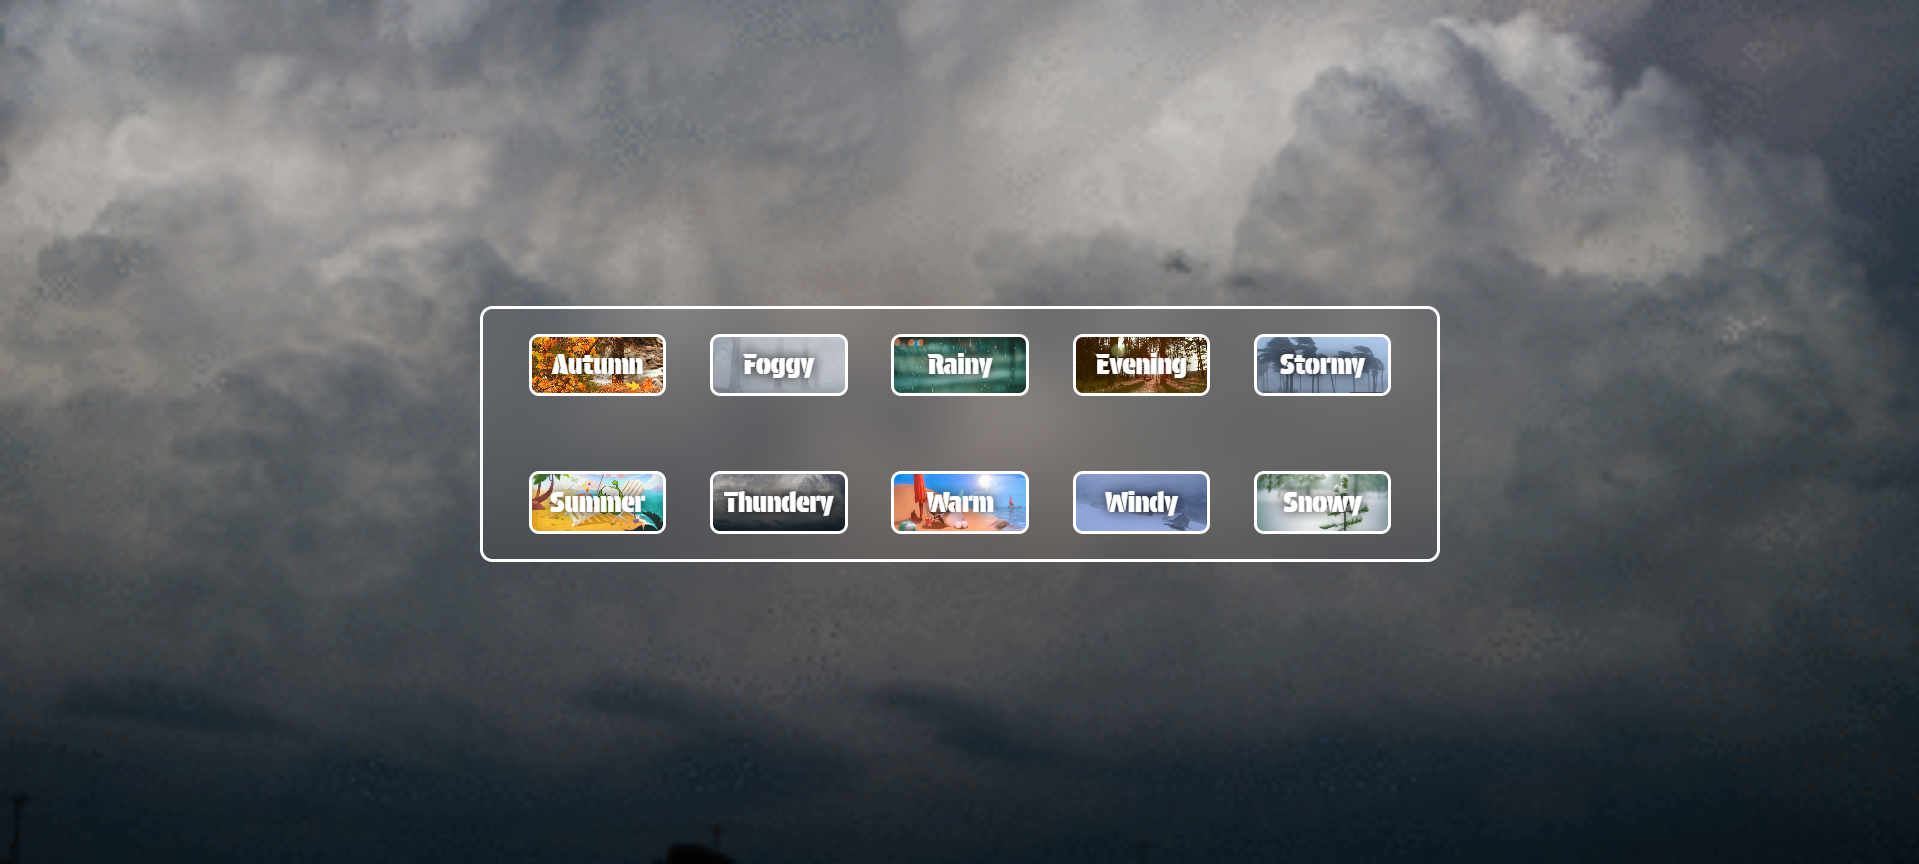 Autumn
Foggy
Rainy
Evening
Stormy
Summer
Thundery
Warm
Windy
Snowy